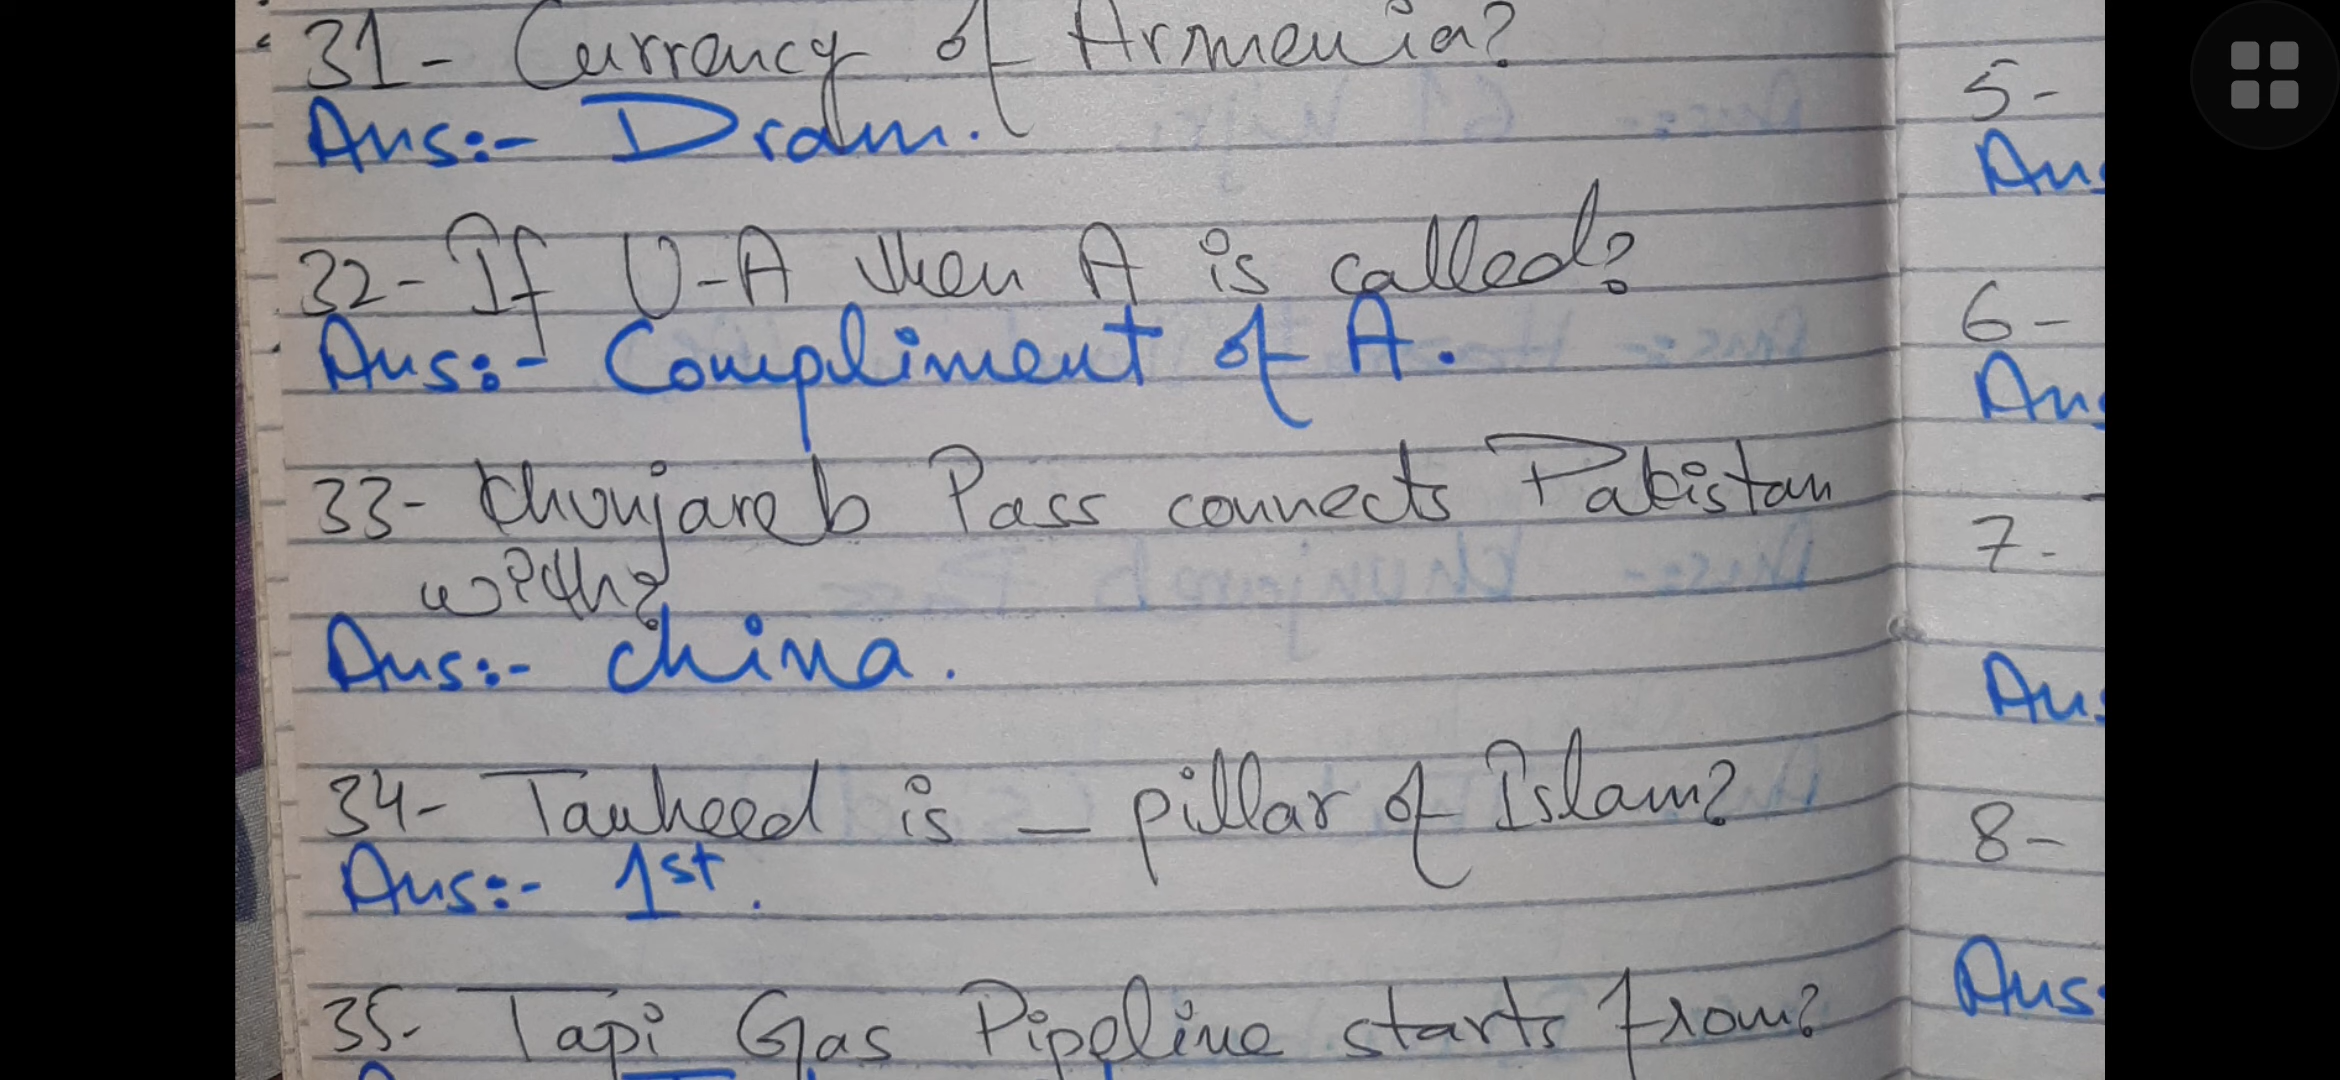 31- Currency of Armenia?
Ans:- Dram.
32- If U-A then A is called?
Ans:- Compliment of A.
33- Khunjareb Pass connects Pakistan
with?
Ans:- China.
34- Tauheed is _ pillar of Islam?
Ans:- 1st.
35- Tapi Gas Pipeline starts from?
5-
Ans
6-
Ans
7-
Ans
8-
Ans: